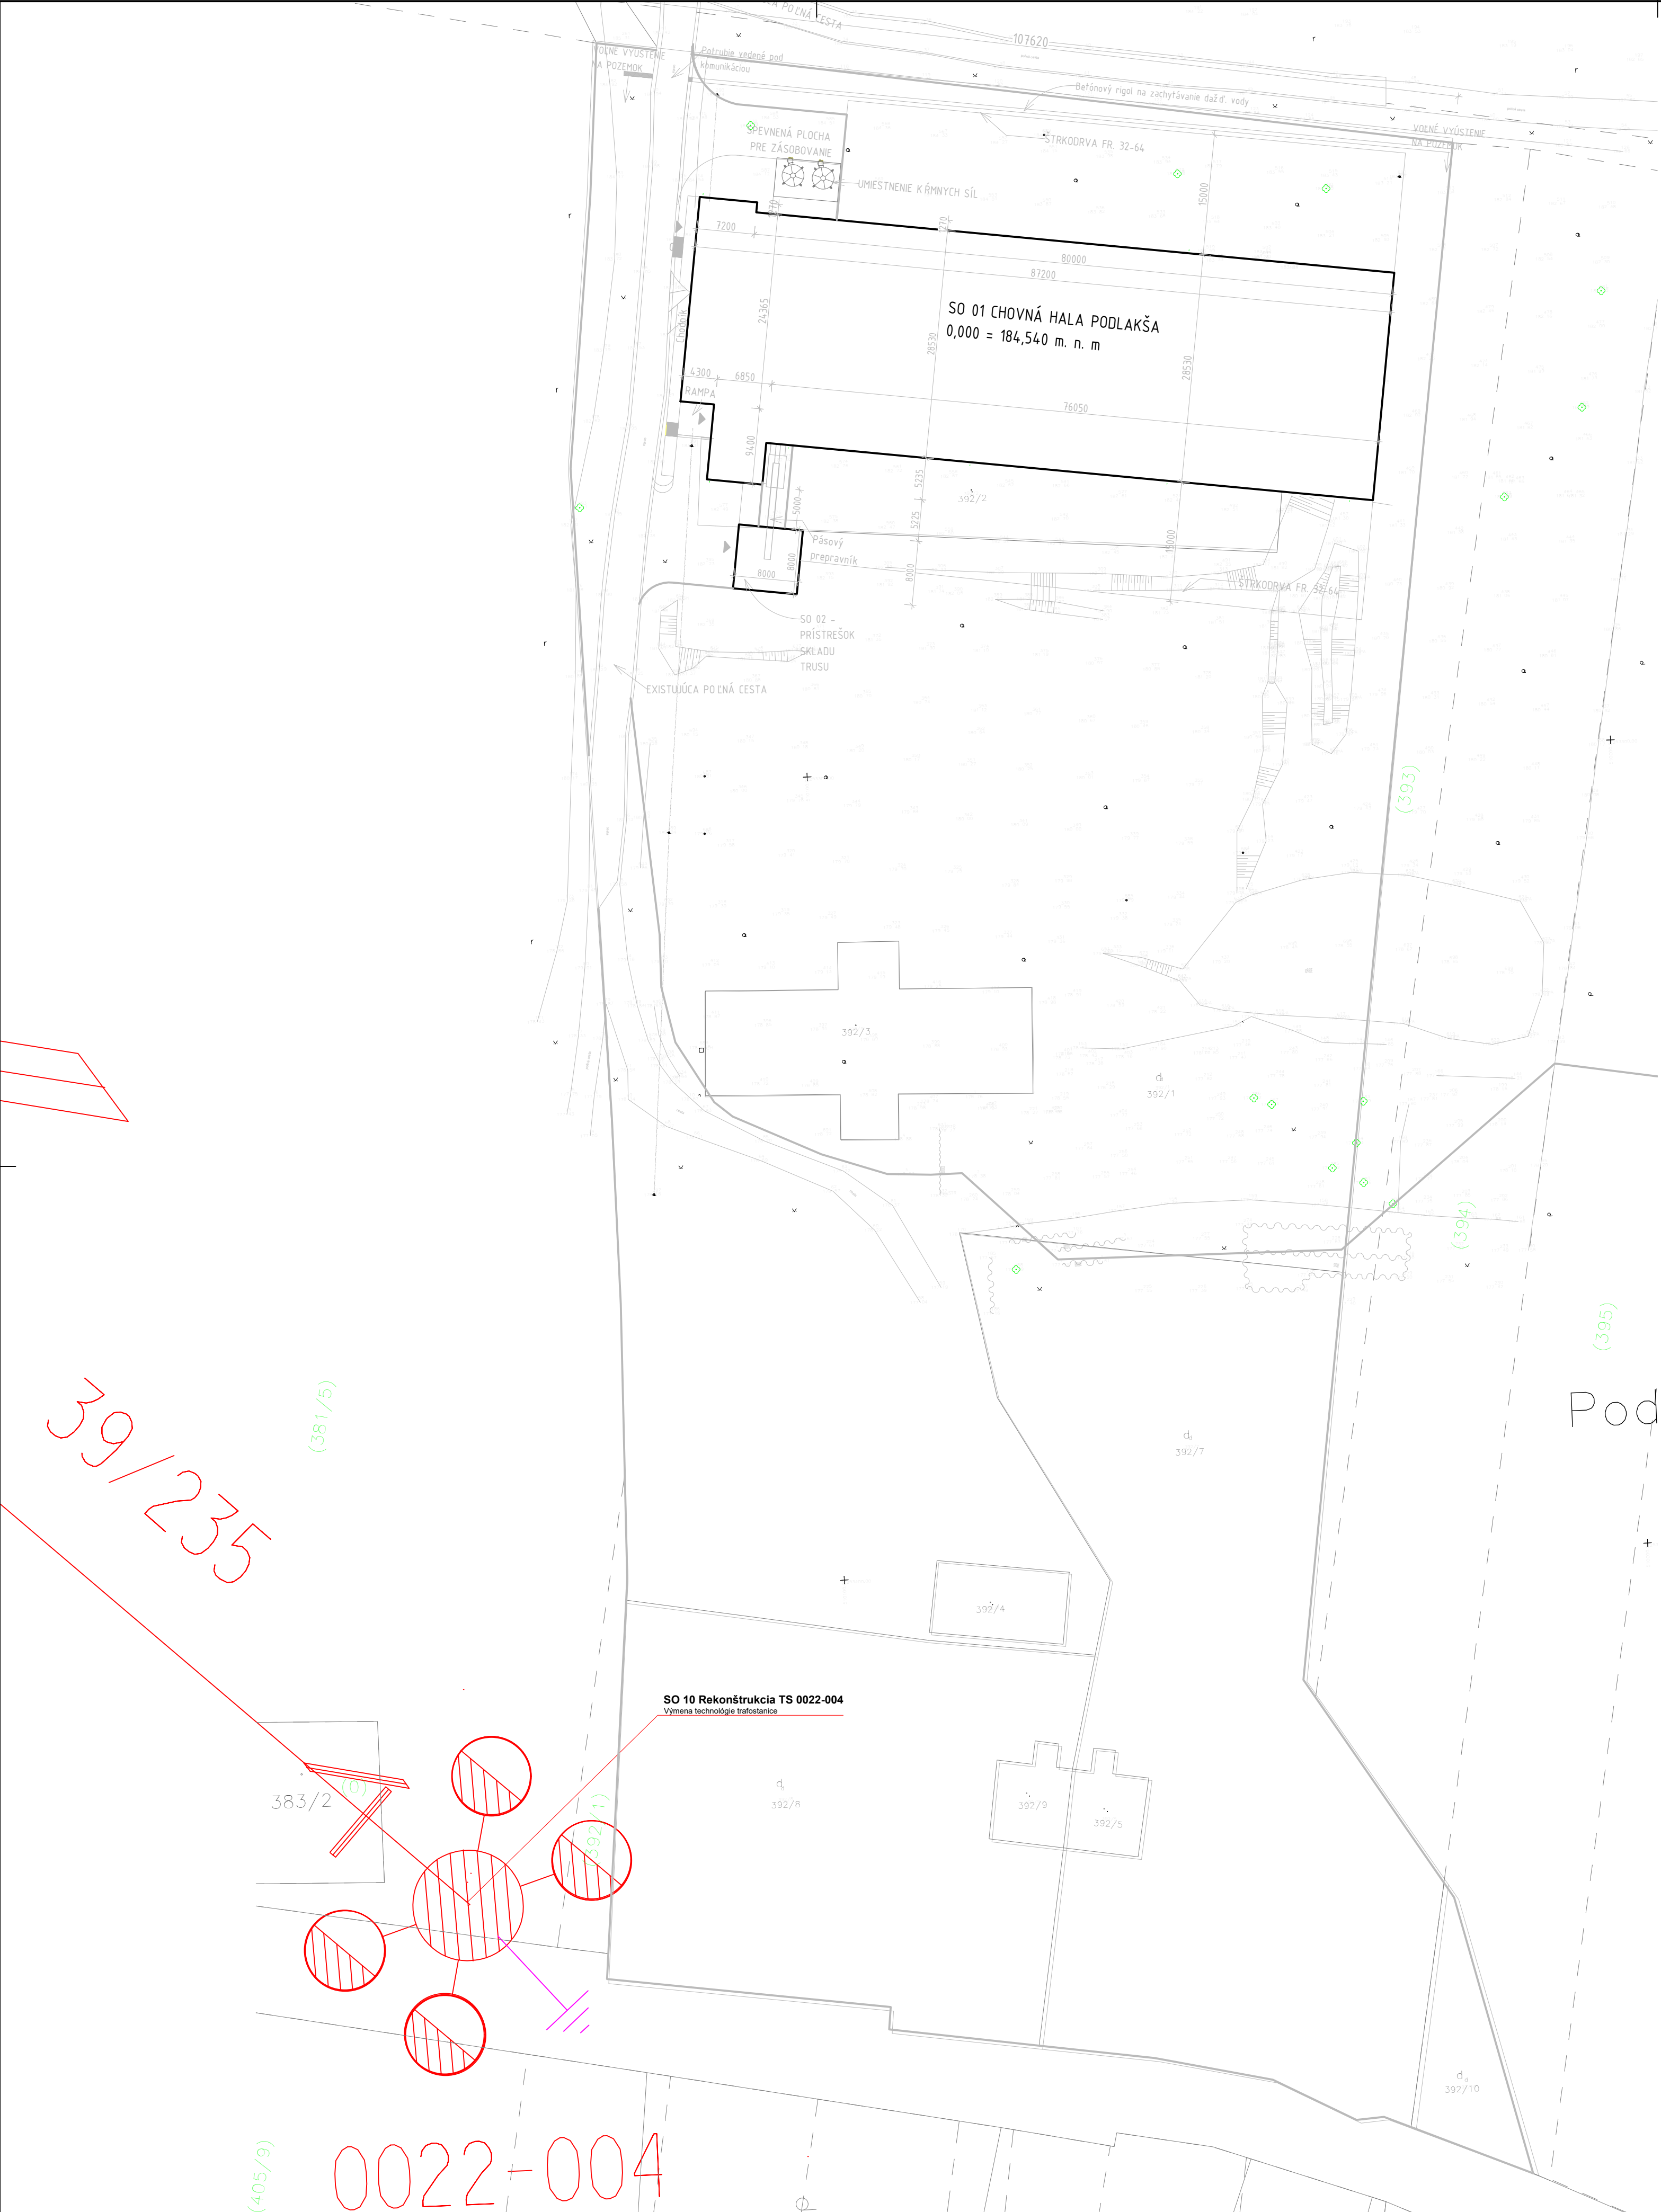 POĽNÁ CESTA
107620
VOĽNÉ VYÚSTENIE
NA POZEMOK
Potrubie vedené pod
komunikáciou
Betónový rigol na zachytávanie dažď. vody
VOĽNÉ VYÚSTENIE
NA POZEMOK
SPEVNENÁ PLOCHA
PRE ZÁSOBOVANIE
ŠTRKODRVA FR. 32-64
UMIESTNENIE KŔMNYCH SÍL
15000
7200
1270
80000
87200
SO 01 CHOVNÁ HALA PODLAKŠA
0,000 = 184,540 m. n. m
24365
28530
28530
Chodník
4300
6850
RAMPA
76050
9400
5235
392/2
5000
5225
15000
Pásový
prepravník
8000
8000
8000
ŠTRKODRVA FR. 32-64
SO 02 -
PRÍSTREŠOK
SKLADU
TRUSU
EXISTUJÚCA POĽNÁ CESTA
(393)
392/3
392/1
(394)
(395)
39/235
(381/5)
Pod
392/7
392/4
SO 10 Rekonštrukcia TS 0022-004
Výmena technológie trafostanice
383/2
(0)
392/8
392/9
392/5
(392/1)
392/10
(405/9)
0022-004